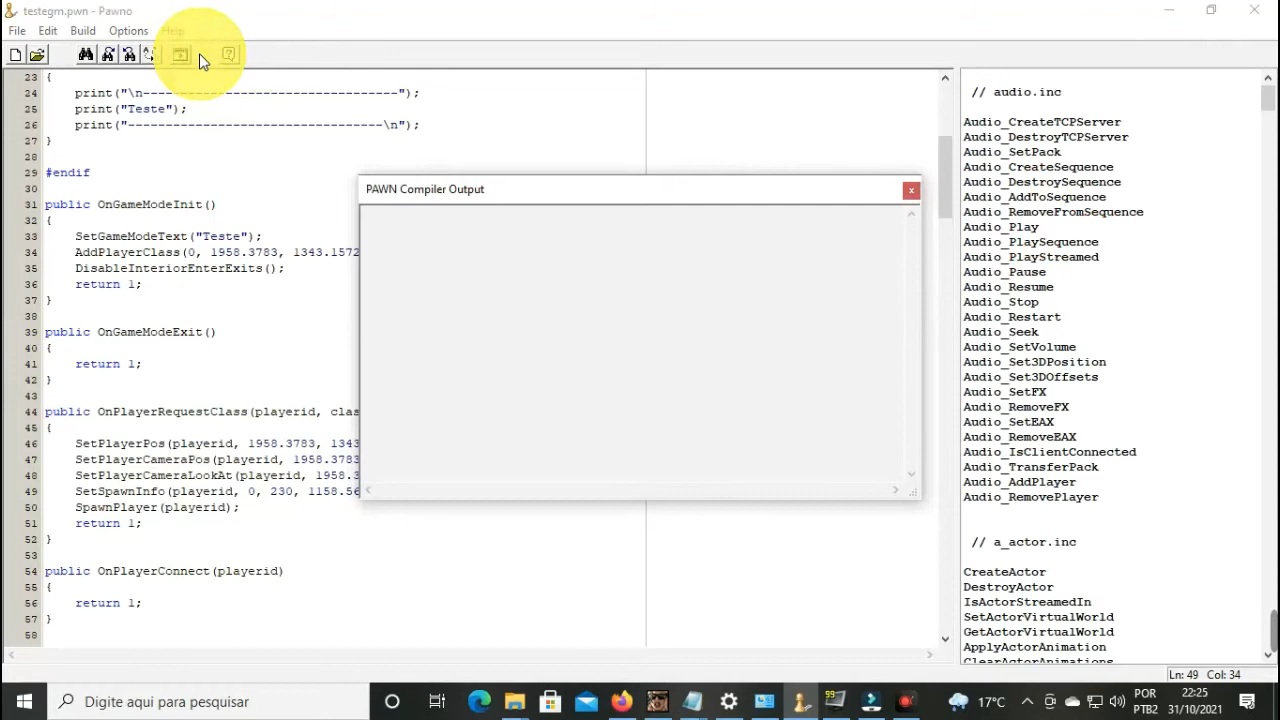 testegm.pwn - Pawno
File Edit Build Options Help
23 {
24 print("\n----------------------------------");
25 print("Teste");
26 print("----------------------------------\n");
27 }
28
29 #endif
30
31 public OnGameModeInit()
32 {
33 SetGameModeText("Teste");
34 AddPlayerClass(0, 1958.3783, 1343.1572
35 DisableInteriorEnterExits();
36 return 1;
37 }
38
39 public OnGameModeExit()
40 {
41 return 1;
42 }
43
44 public OnPlayerRequestClass(playerid, clas
45 {
46 SetPlayerPos(playerid, 1958.3783, 1343
47 SetPlayerCameraPos(playerid, 1958.3783
48 SetPlayerCameraLookAt(playerid, 1958.3
49 SetSpawnInfo(playerid, 0, 230, 1158.56
50 SpawnPlayer(playerid);
51 return 1;
52 }
53
54 public OnPlayerConnect(playerid)
55 {
56 return 1;
57 }
58
PAWN Compiler Output
// audio.inc
Audio_CreateTCPServer
Audio_DestroyTCPServer
Audio_SetPack
Audio_CreateSequence
Audio_DestroySequence
Audio_AddToSequence
Audio_RemoveFromSequence
Audio_Play
Audio_PlaySequence
Audio_PlayStreamed
Audio_Pause
Audio_Resume
Audio_Stop
Audio_Restart
Audio_Seek
Audio_SetVolume
Audio_Set3DPosition
Audio_Set3DOffsets
Audio_SetFX
Audio_RemoveFX
Audio_SetEAX
Audio_RemoveEAX
Audio_IsClientConnected
Audio_TransferPack
Audio_AddPlayer
Audio_RemovePlayer
// a_actor.inc
CreateActor
DestroyActor
IsActorStreamedIn
SetActorVirtualWorld
GetActorVirtualWorld
ApplyActorAnimation
ClearActorAnimations
Ln: 49 Col: 34
Digite aqui para pesquisar
99
17°C
POR
PTB2
22:25
31/10/2021